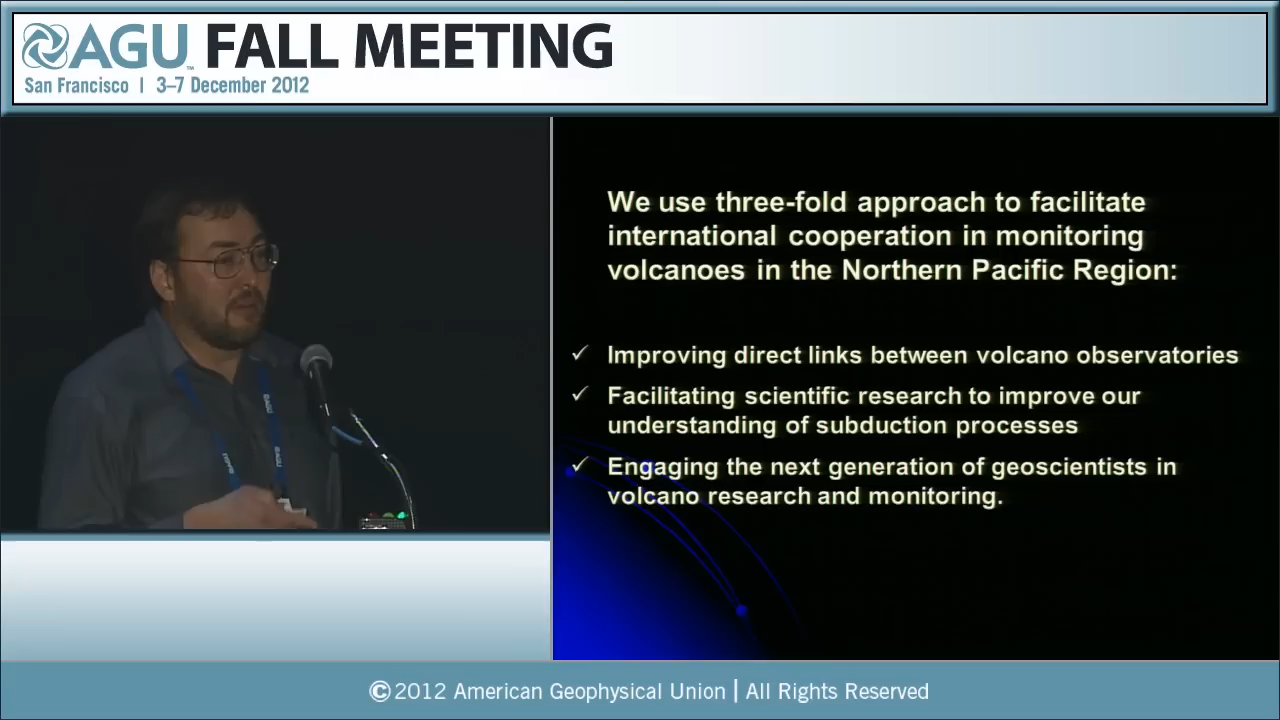 AGU™ FALL MEETING
San Francisco | 3–7 December 2012
We use three-fold approach to facilitate
international cooperation in monitoring
volcanoes in the Northern Pacific Region:
✓ Improving direct links between volcano observatories
✓ Facilitating scientific research to improve our
understanding of subduction processes
✓ Engaging the next generation of geoscientists in
volcano research and monitoring.
©2012 American Geophysical Union | All Rights Reserved